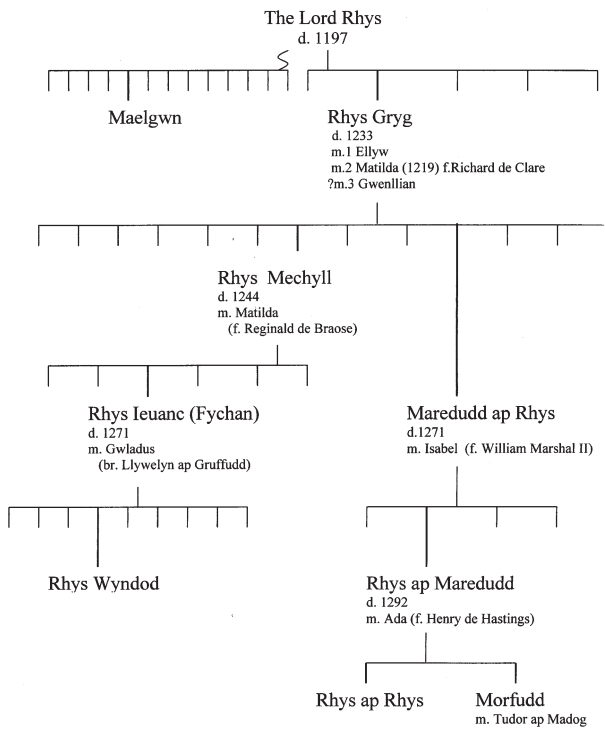 The Lord Rhys
d. 1197
Maelgwn
Rhys Gryg
d. 1233
m.1 Ellyw
m.2 Matilda (1219) f.Richard de Clare
?m.3 Gwenllian
Rhys Mechyll
d. 1244
m. Matilda
(f. Reginald de Braose)
Rhys Ieuanc (Fychan)
d. 1271
m. Gwladus
(br. Llywelyn ap Gruffudd)
Maredudd ap Rhys
d.1271
m. Isabel (f. William Marshal II)
Rhys Wyndod
Rhys ap Maredudd
d. 1292
m. Ada (f. Henry de Hastings)
Rhys ap Rhys
Morfudd
m. Tudor ap Madog